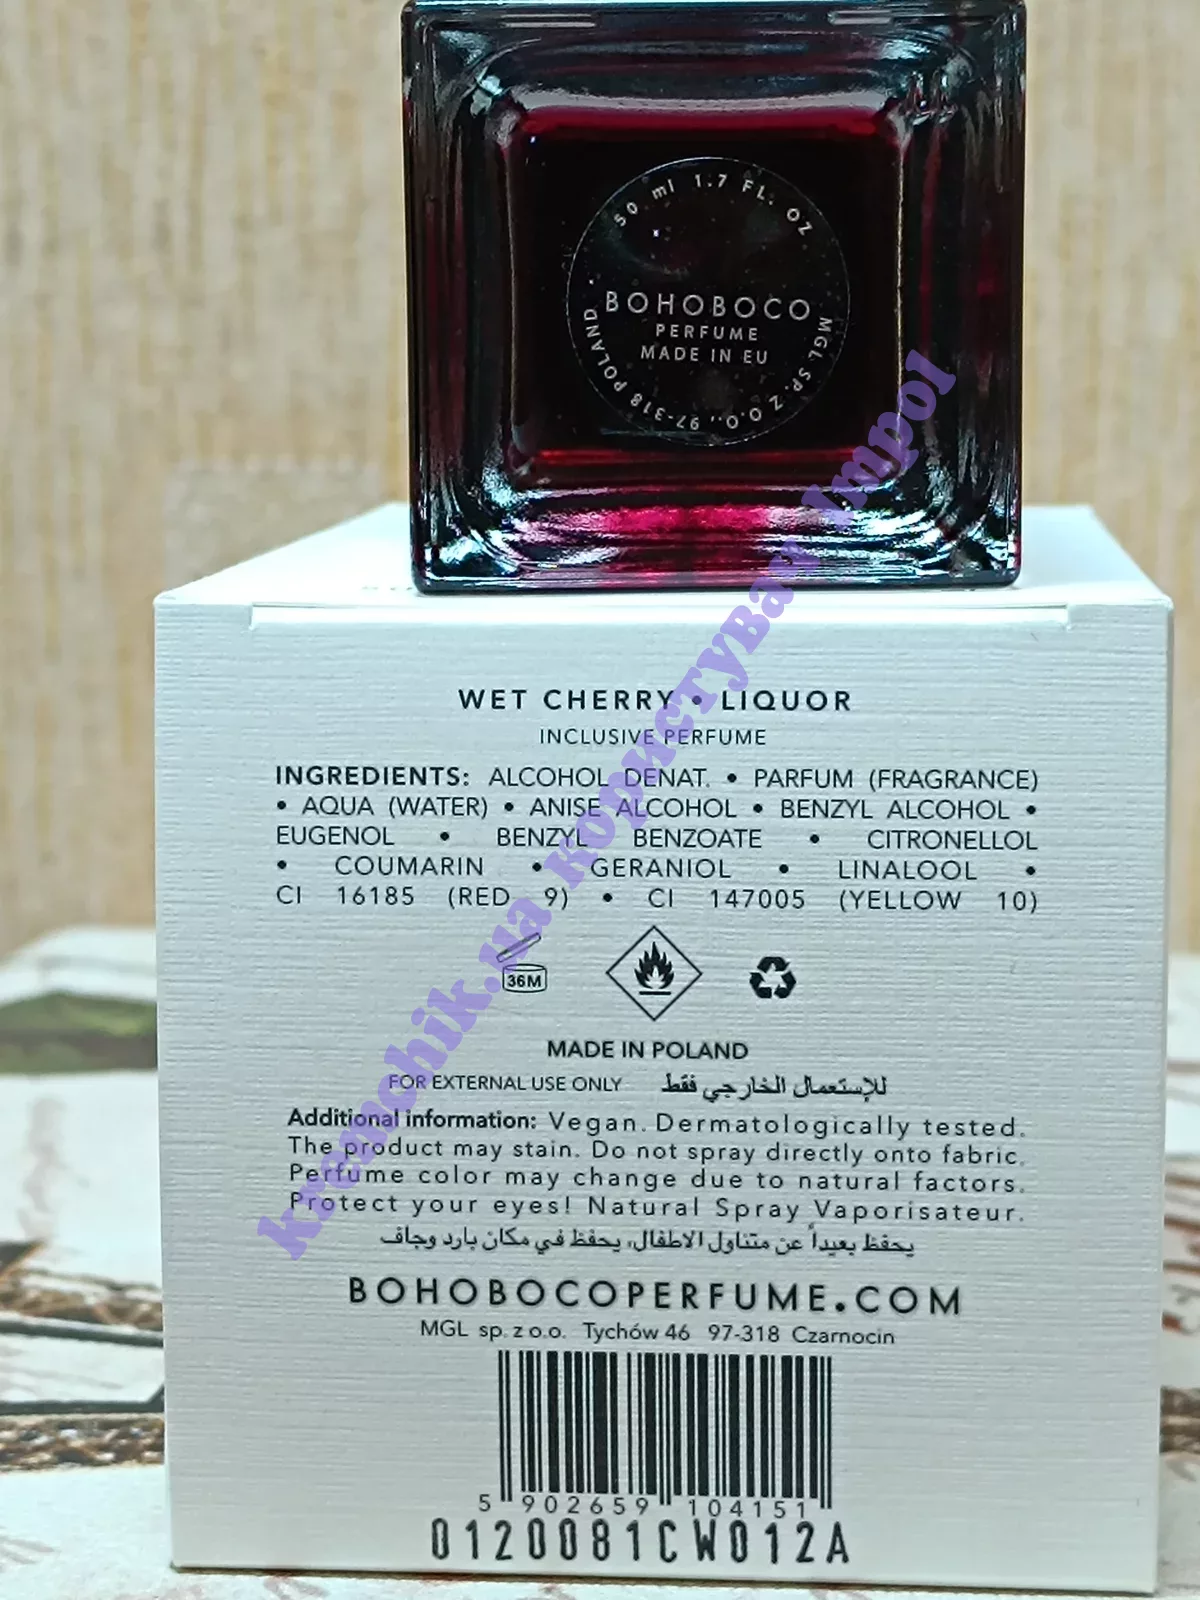 50 ml 1:7 FL. OZ
BOHOBOCO
PERFUME
MADE IN EU
MGL SP. Z O.O., 97-318 POLAND
WET CHERRY • LIQUOR
INCLUSIVE PERFUME
INGREDIENTS: ALCOHOL DENAT. • PARFUM (FRAGRANCE)
• AQUA (WATER) • ANISE ALCOHOL • BENZYL ALCOHOL •
EUGENOL • BENZYL BENZOATE • CITRONELLOL
• COUMARIN • GERANIOL • LINALOOL •
CI 16185 (RED 9) • CI 147005 (YELLOW 10)
36M
MADE IN POLAND
FOR EXTERNAL USE ONLY للإستعمال الخارجي فقط
Additional information: Vegan. Dermatologically tested.
The product may stain. Do not spray directly onto fabric.
Perfume color may change due to natural factors.
Protect your eyes! Natural Spray Vaporisateur.
يحفظ بعيداً عن متناول الاطفال، يحفظ في مكان بارد وجاف
BOHOBOCOPERFUME.COM
MGL sp. z o.o. Tychów 46 97-318 Czarnocin
5 902659 104151
0120081CW012A
kremchik.ua користувач Impol